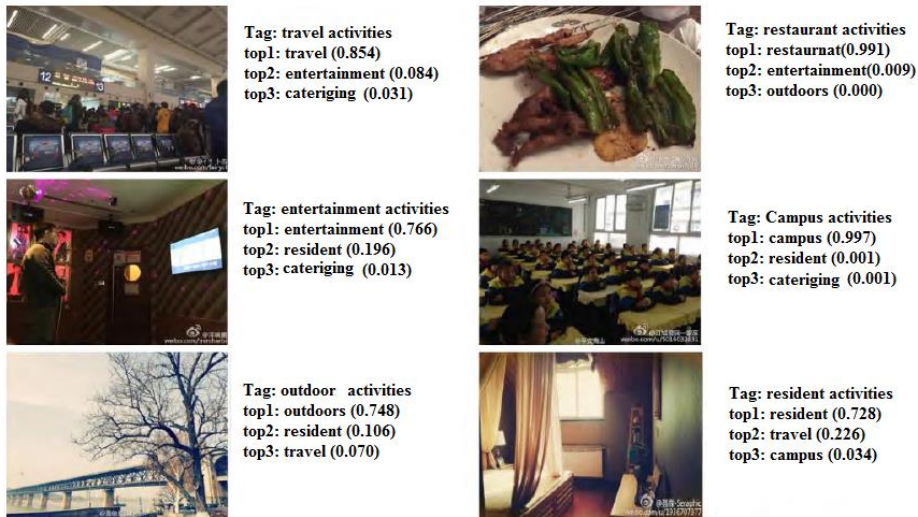 Tag: travel activities
top1: travel (0.854)
top2: entertainment (0.084)
top3: cateriging (0.031)
12
13
Tag: restaurant activities
top1: restaurnat(0.991)
top2: entertainment(0.009)
top3: outdoors (0.000)
Tag: entertainment activities
top1: entertainment (0.766)
top2: resident (0.196)
top3: cateriging (0.013)
Tag: Campus activities
top1: campus (0.997)
top2: resident (0.001)
top3: cateriging (0.001)
Tag: outdoor activities
top1: outdoors (0.748)
top2: resident (0.106)
top3: travel (0.070)
Tag: resident activities
top1: resident (0.728)
top2: travel (0.226)
top3: campus (0.034)